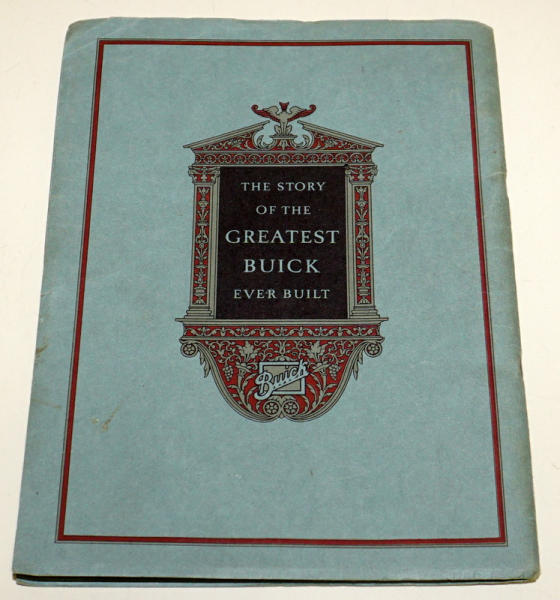 THE STORY
OF THE
GREATEST
BUICK
EVER BUILT
Buick